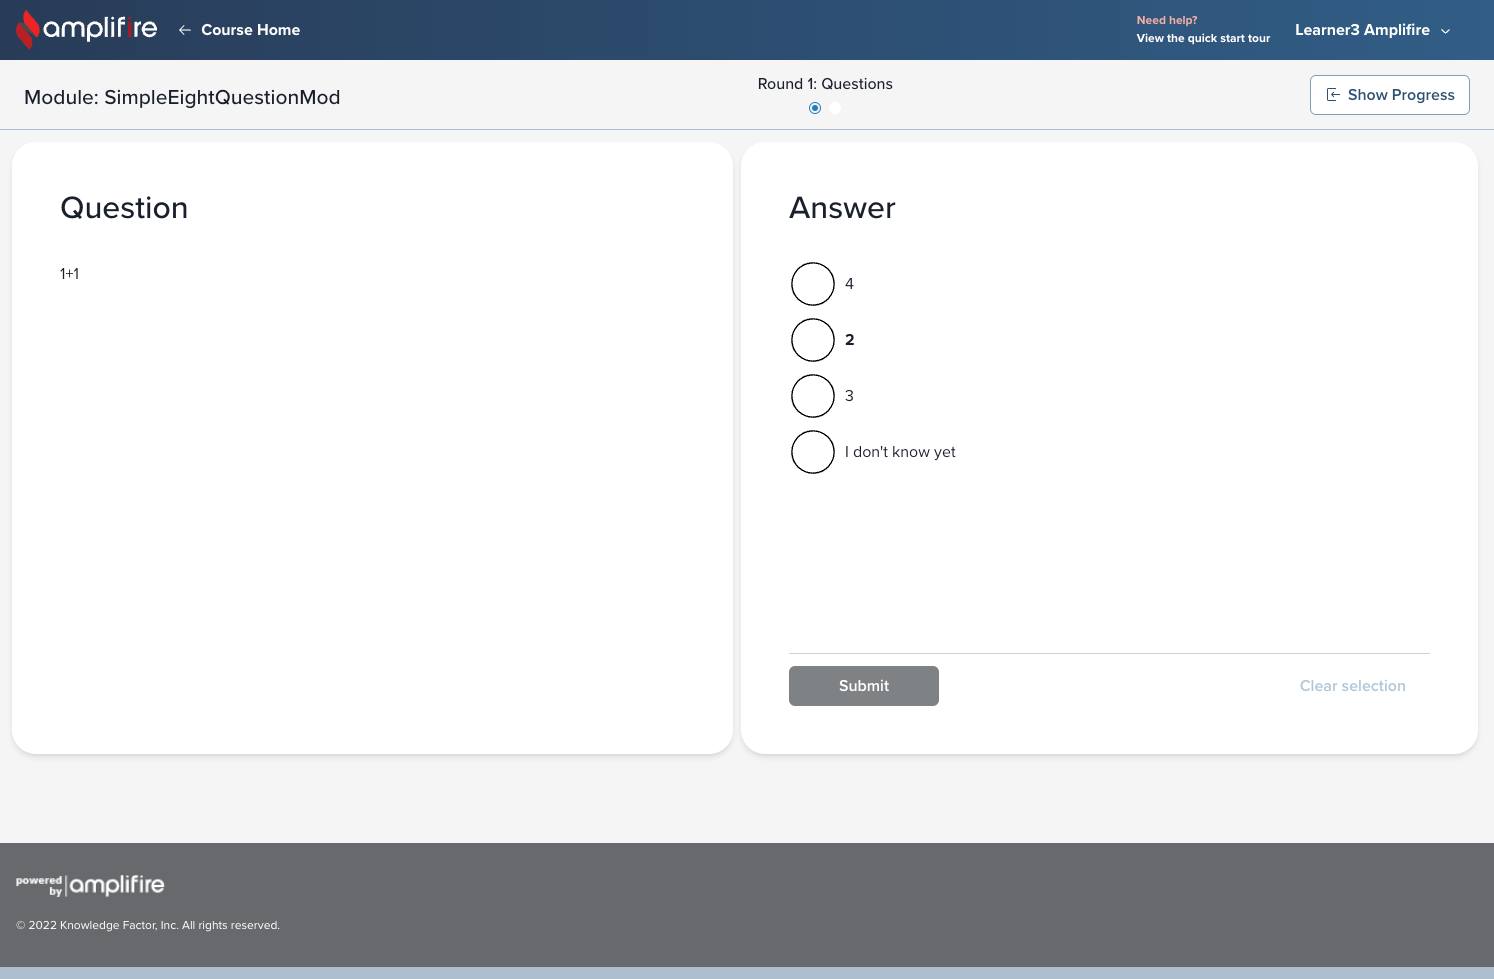 amplifire
Course Home
Need help?
View the quick start tour
Learner3 Amplifire
Module: SimpleEightQuestionMod
Round 1: Questions
Show Progress
Question
1+1
Answer
4
2
3
I don't know yet
Submit
Clear selection
powered by amplifire
© 2022 Knowledge Factor, Inc. All rights reserved.